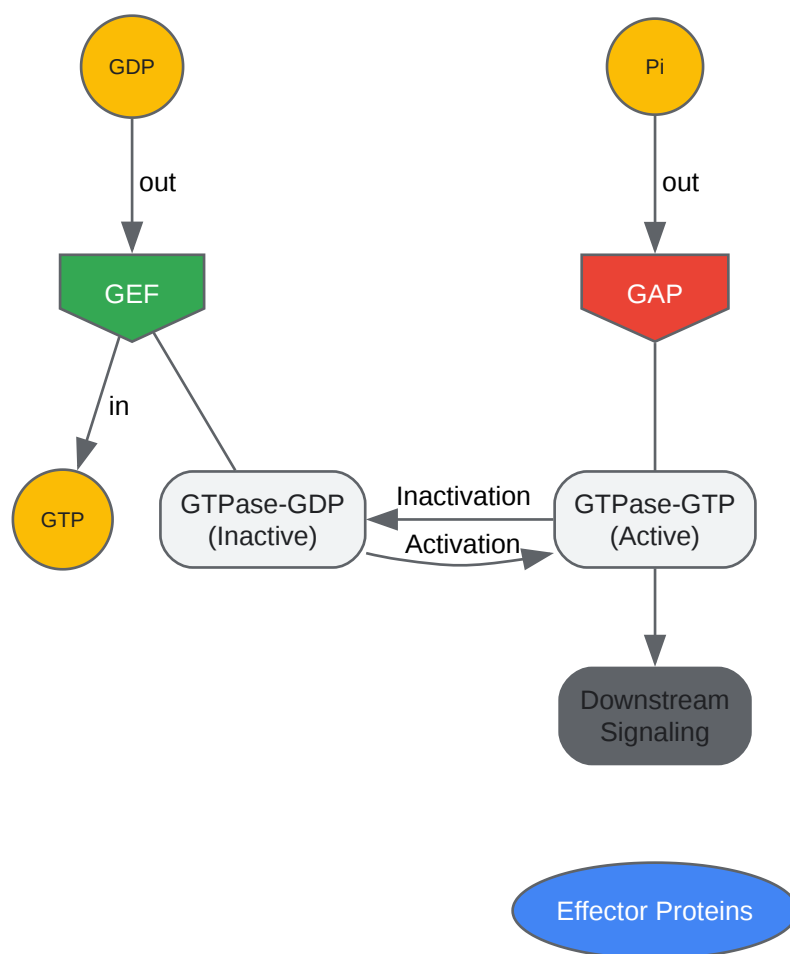 GDP
Pi
out
out
GEF
GAP
in
GTP
GTPase-GDP
(Inactive)
Inactivation
Activation
GTPase-GTP
(Active)
Downstream
Signaling
Effector Proteins